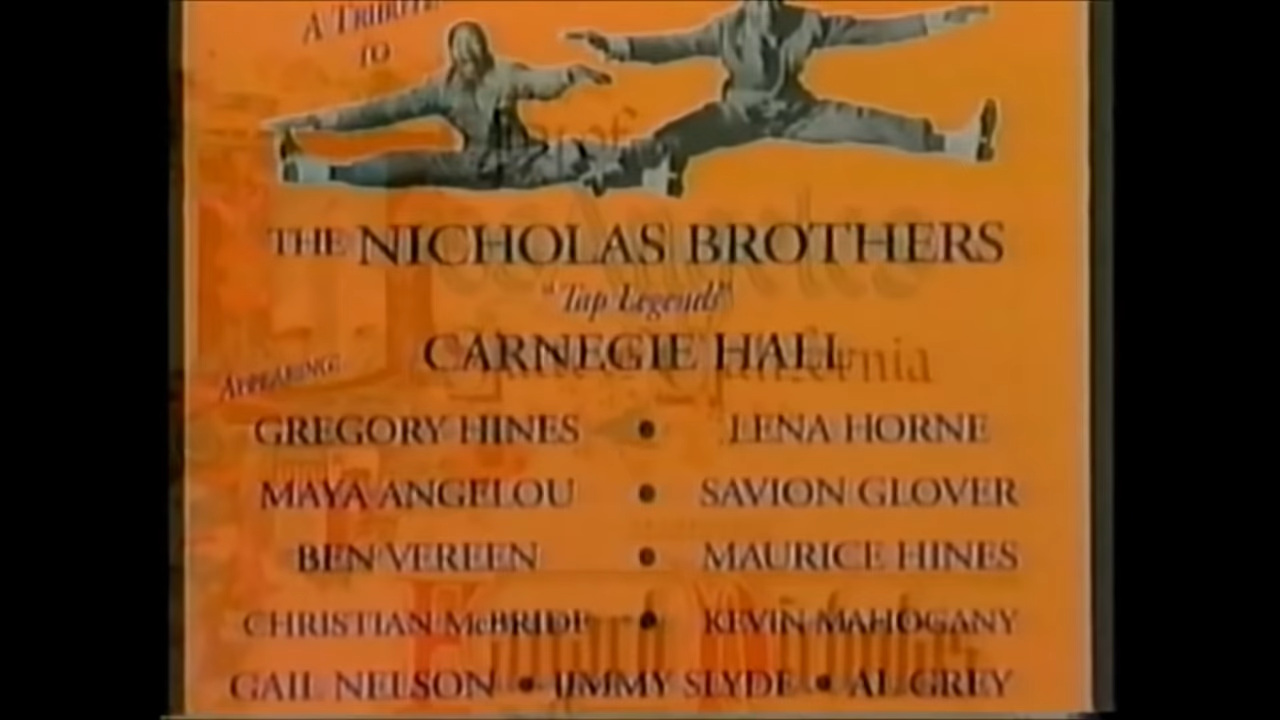 A TRIBUTE
TO
THE NICHOLAS BROTHERS
"Tap Legends"
CARNEGIE HALL
APPEARING
GREGORY HINES • LENA HORNE
MAYA ANGELOU • SAVION GLOVER
BEN VEREEN • MAURICE HINES
CHRISTIAN McBRIDE • KEVIN MAHOGANY
GAIL NELSON • JIMMY SLYDE • AL GREY